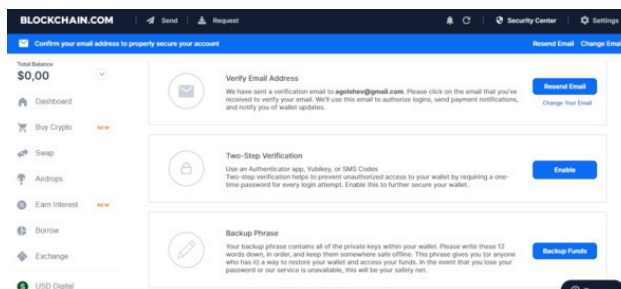 BLOCKCHAIN.COM Send Request Security Center Settings
Confirm your email address to properly secure your account Resend Email Change Emai
Total Balance
$0,00
Dashboard
Buy Crypto NEW
Swap
Airdrops
Earn Interest NEW
Borrow
Exchange
USD Digital
Verify Email Address
We have sent a verification email to agolshev@gmail.com. Please click on the email that you've
received to verify your email. We'll use this email to authorize logins, send payment notifications,
and notify you of wallet updates.
Resend Email
Change Your Email
Two-Step Verification
Use an Authenticator app, Yubikey, or SMS Codes
Two-step verification helps to prevent unauthorized access to your wallet by requiring a one-
time password for every login attempt. Enable this to further secure your wallet.
Enable
Backup Phrase
Your backup phrase contains all of the private keys within your wallet. Please write these 12
words down, in order, and keep them somewhere safe offline. This phrase gives you (or anyone
who has it) a way to restore your wallet and access your funds. In the event that you lose your
password or our service is unavailable, this will be your safety net.
Backup Funds